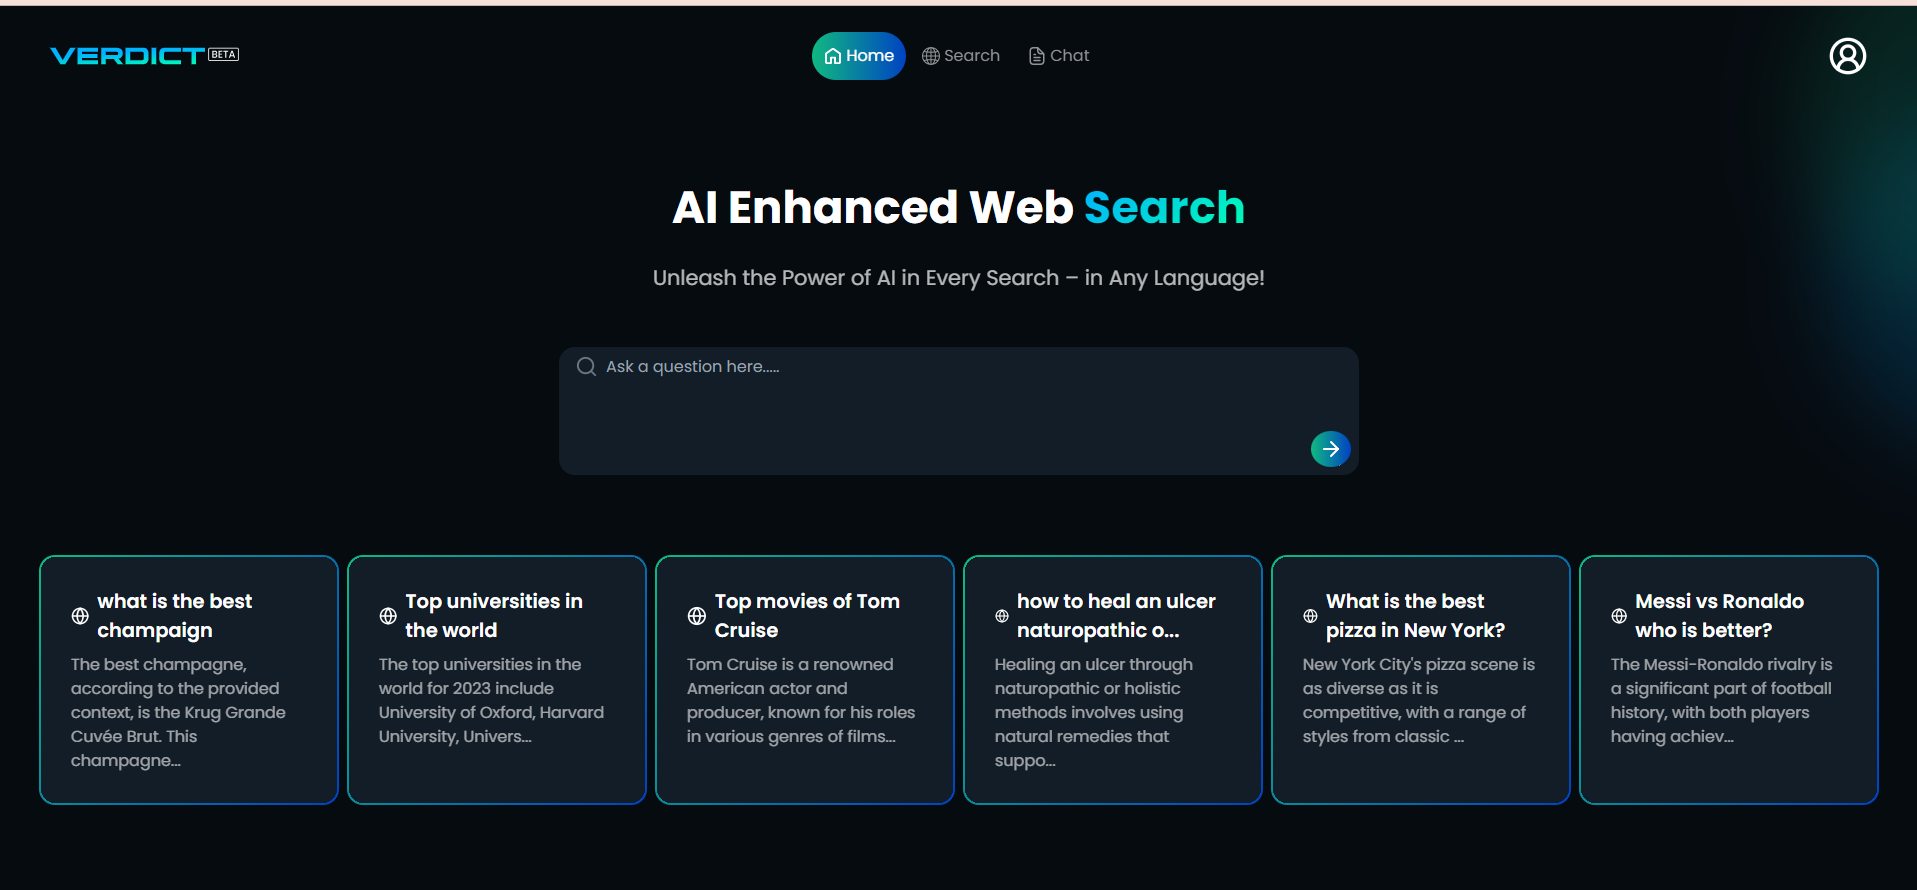 VERDICT BETA
Home Search Chat
AI Enhanced Web Search
Unleash the Power of AI in Every Search – in Any Language!
Ask a question here.....
what is the best
champaign
The best champagne,
according to the provided
context, is the Krug Grande
Cuvée Brut. This
champagne...
Top universities in
the world
The top universities in the
world for 2023 include
University of Oxford, Harvard
University, Univers...
Top movies of Tom
Cruise
Tom Cruise is a renowned
American actor and
producer, known for his roles
in various genres of films...
how to heal an ulcer
naturopathic o...
Healing an ulcer through
naturopathic or holistic
methods involves using
natural remedies that
suppo...
What is the best
pizza in New York?
New York City's pizza scene is
as diverse as it is
competitive, with a range of
styles from classic ...
Messi vs Ronaldo
who is better?
The Messi-Ronaldo rivalry is
a significant part of football
history, with both players
having achiev...